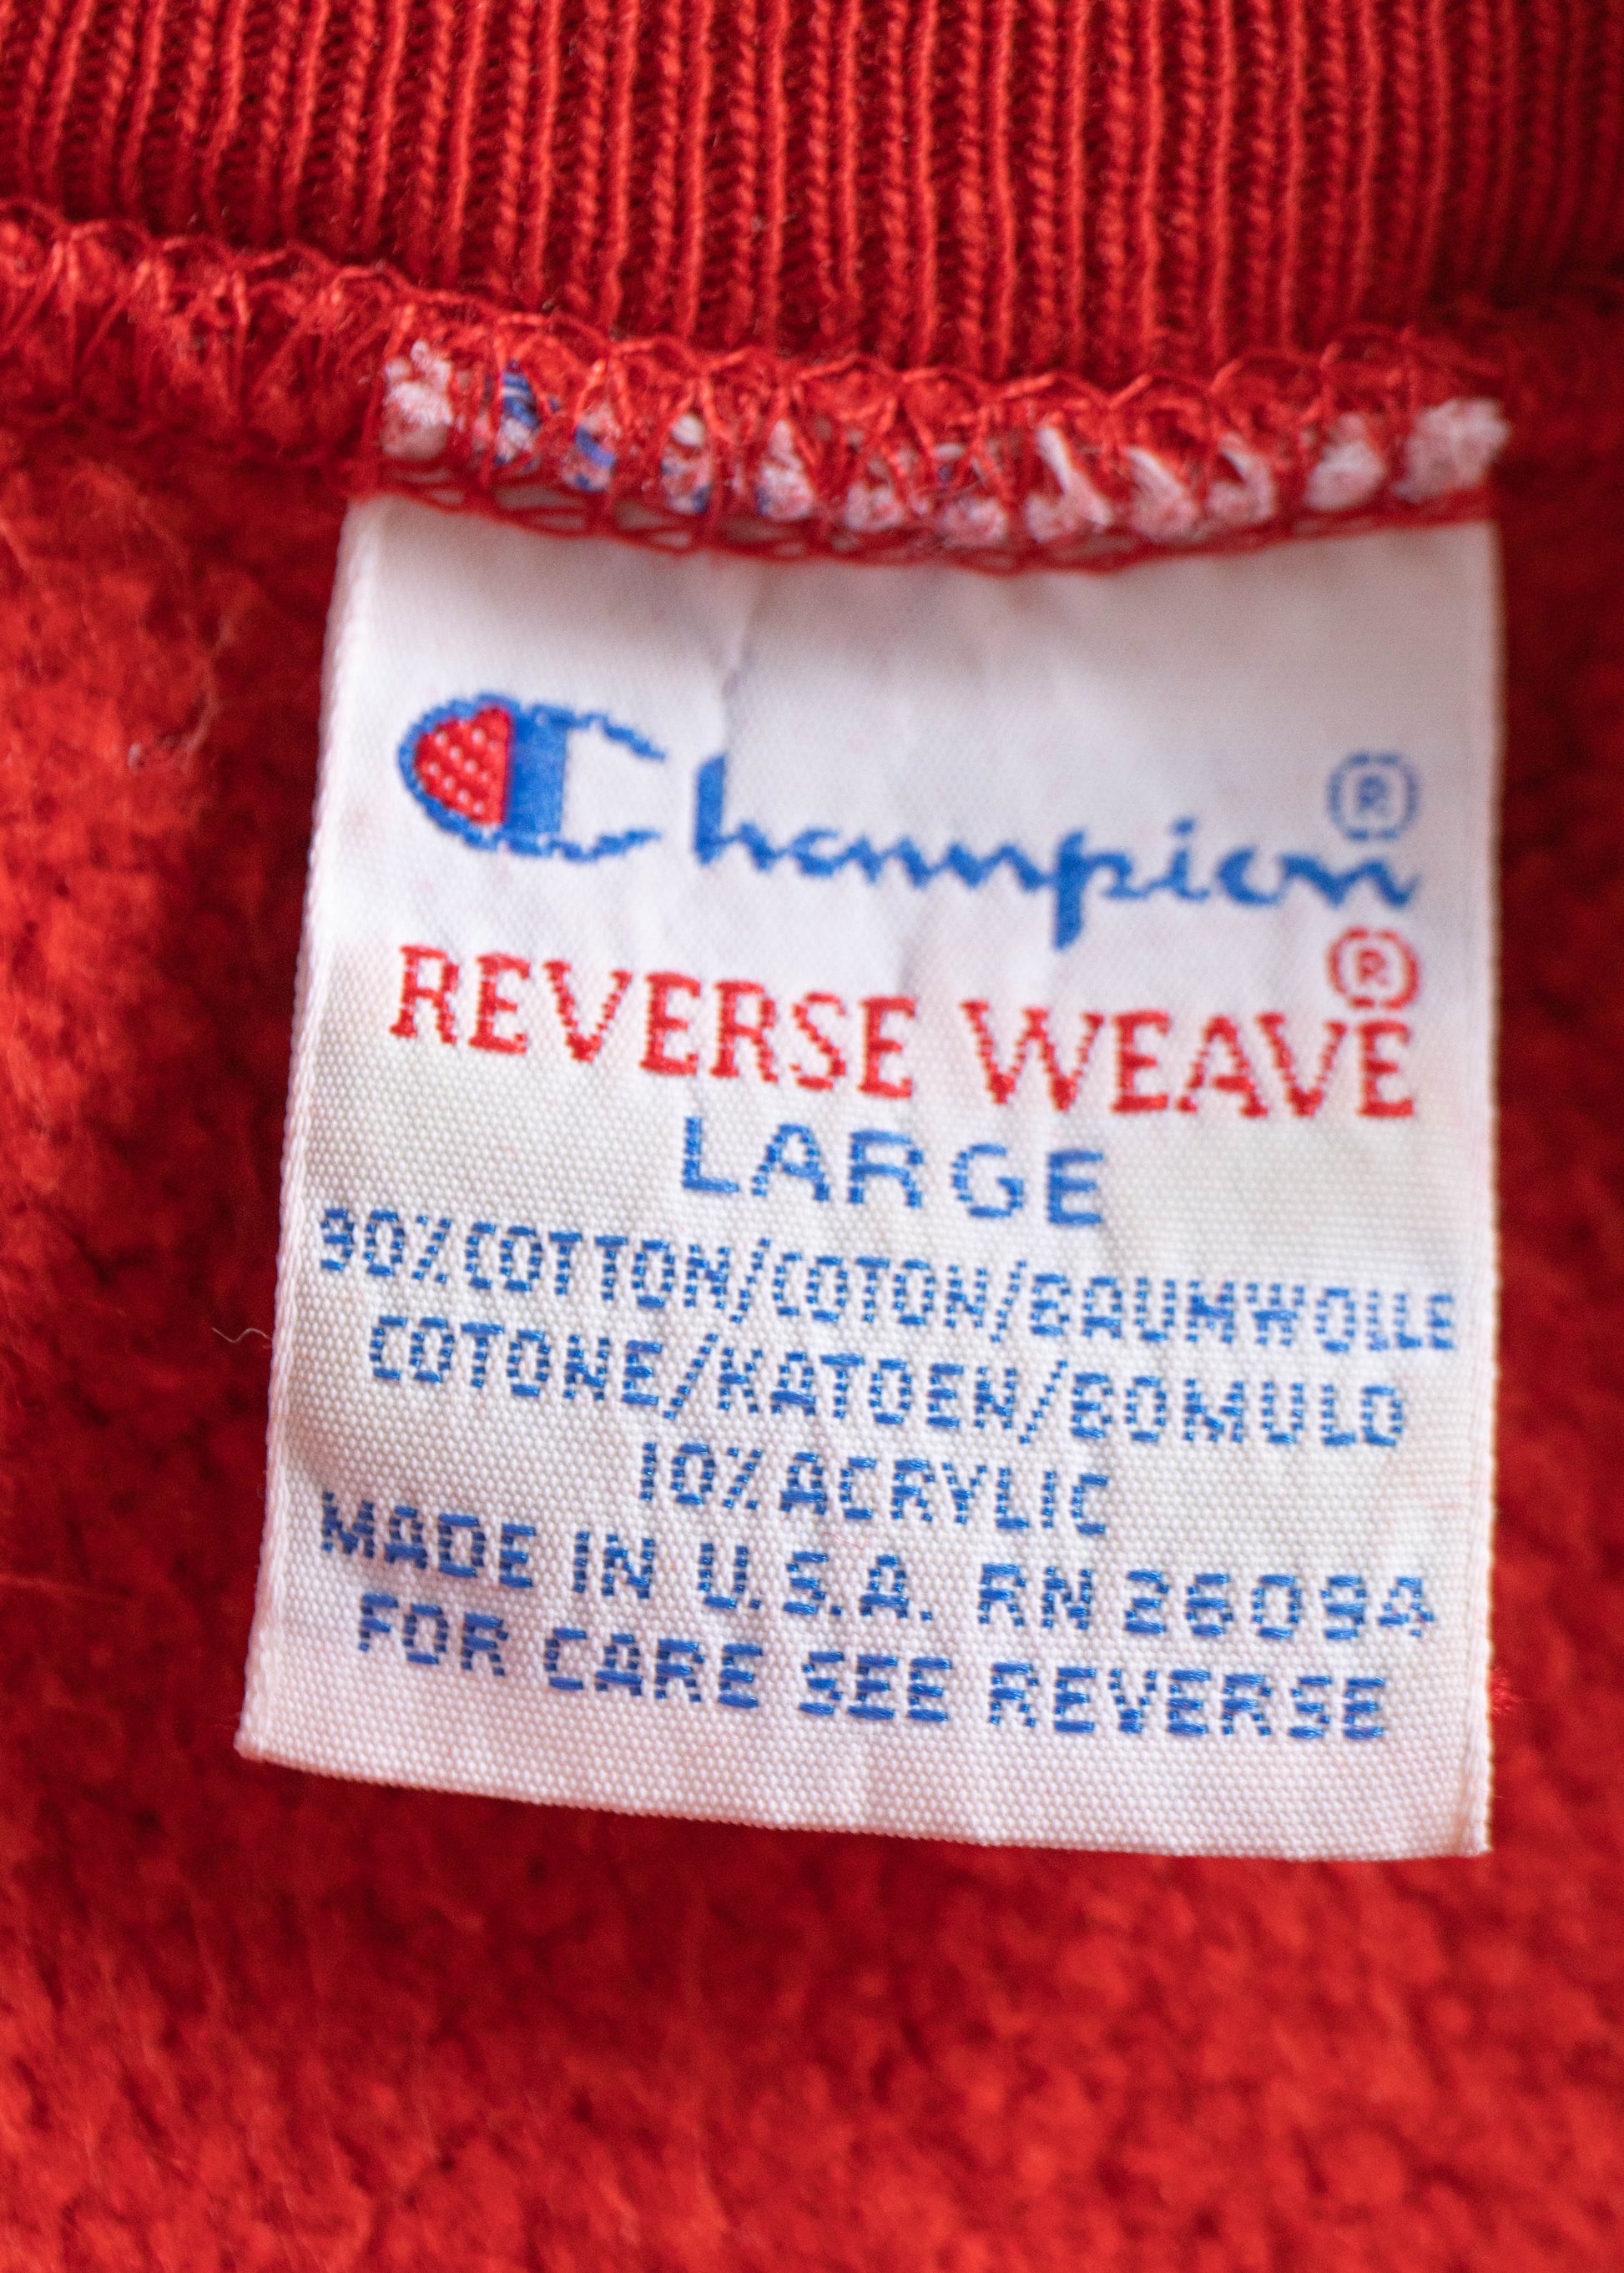 Champion ®
REVERSE WEAVE ®
LARGE
90% COTTON/COTON/BAUMWOLLE
COTONE/KATOEN/BOMULD
10% ACRYLIC
MADE IN U.S.A. RN 26094
FOR CARE SEE REVERSE